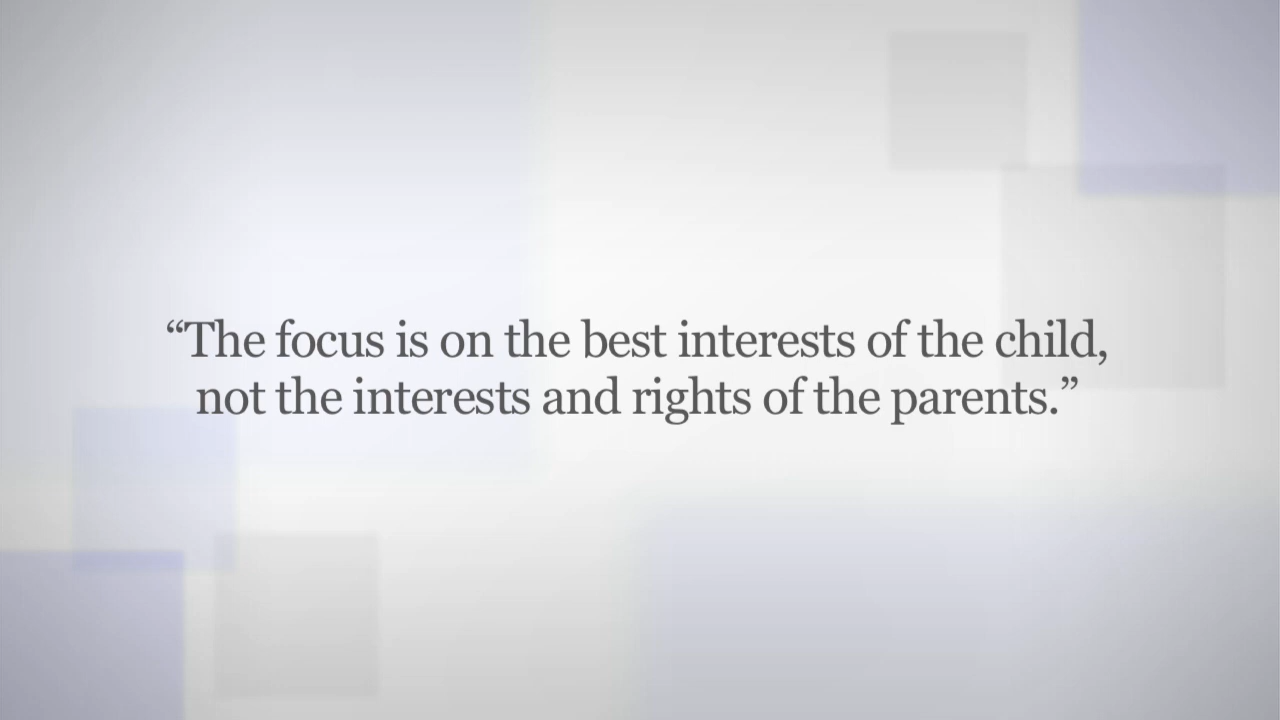 “The focus is on the best interests of the child,
not the interests and rights of the parents.”